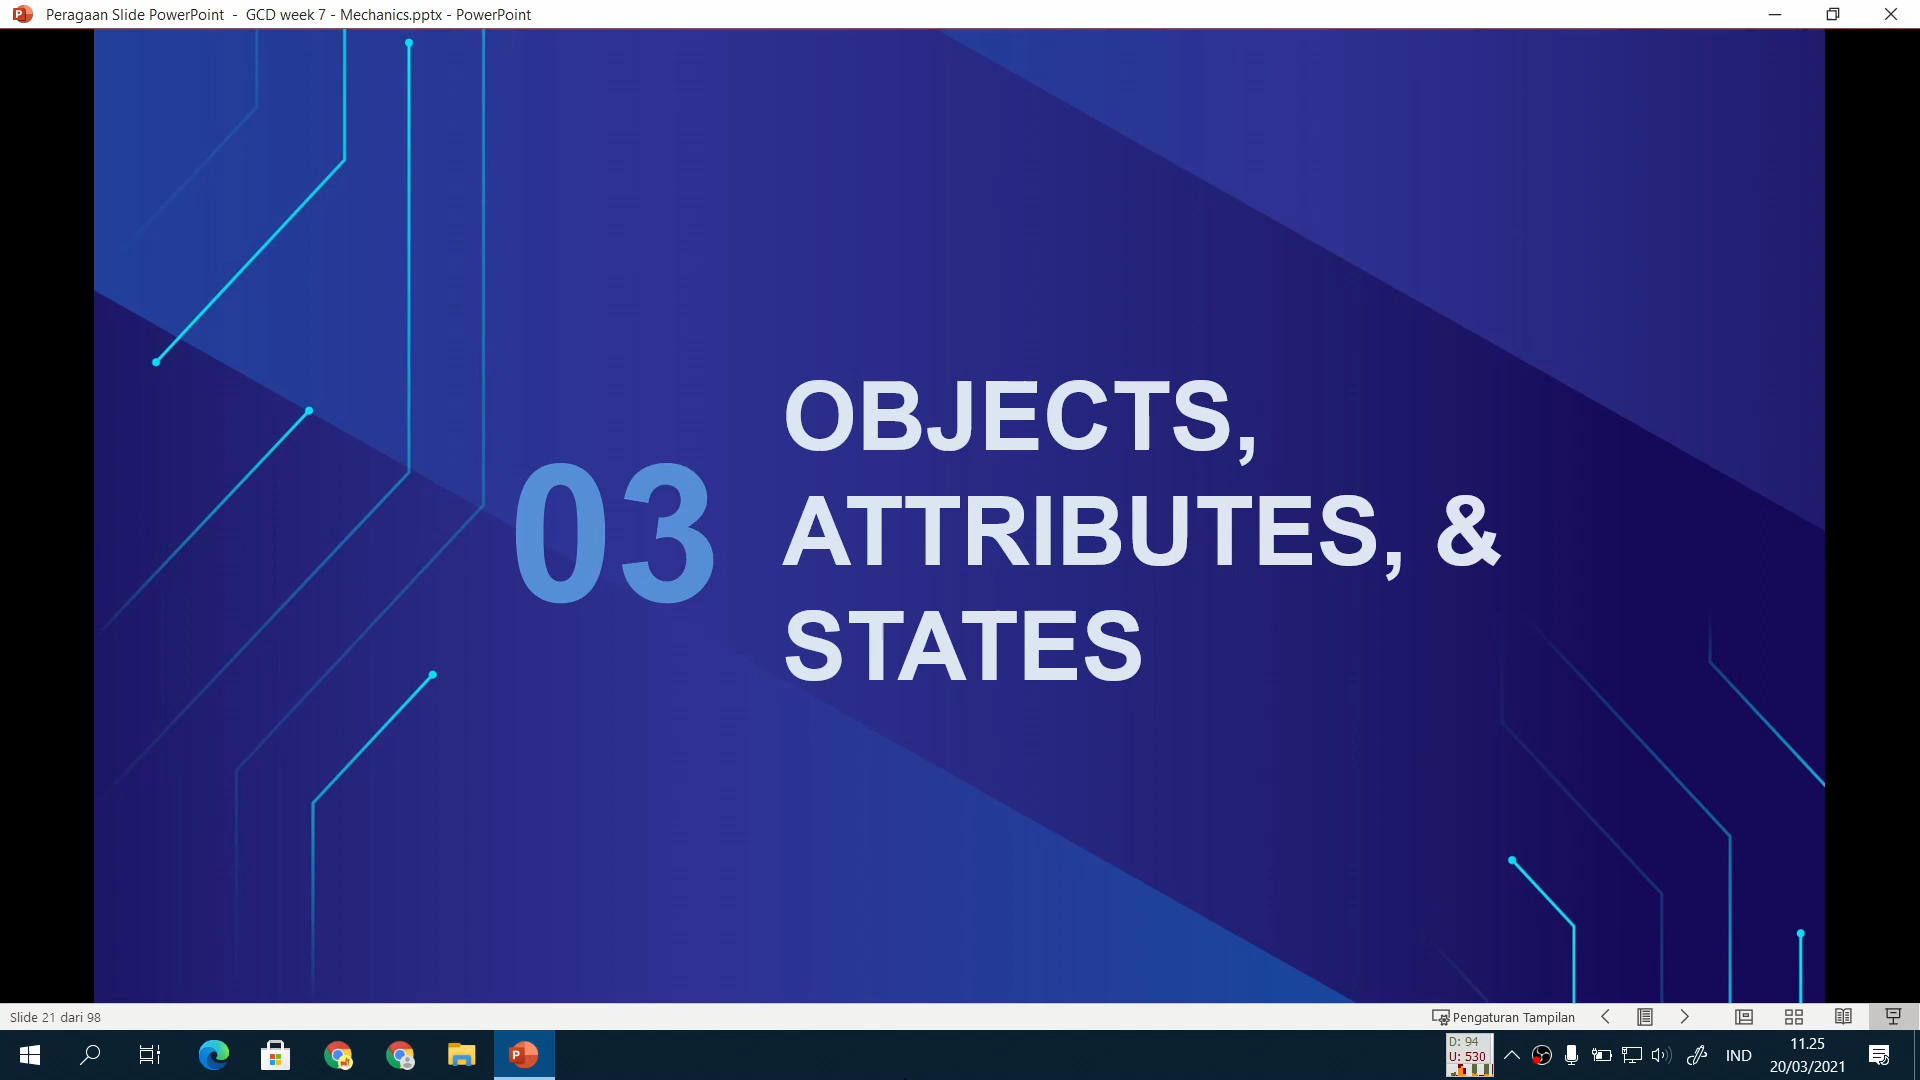 Peragaan Slide PowerPoint - GCD week 7 - Mechanics.pptx - PowerPoint
03
OBJECTS,
ATTRIBUTES, &
STATES
Slide 21 dari 98
Pengaturan Tampilan
D: 94
U: 530
IND
11.25
20/03/2021